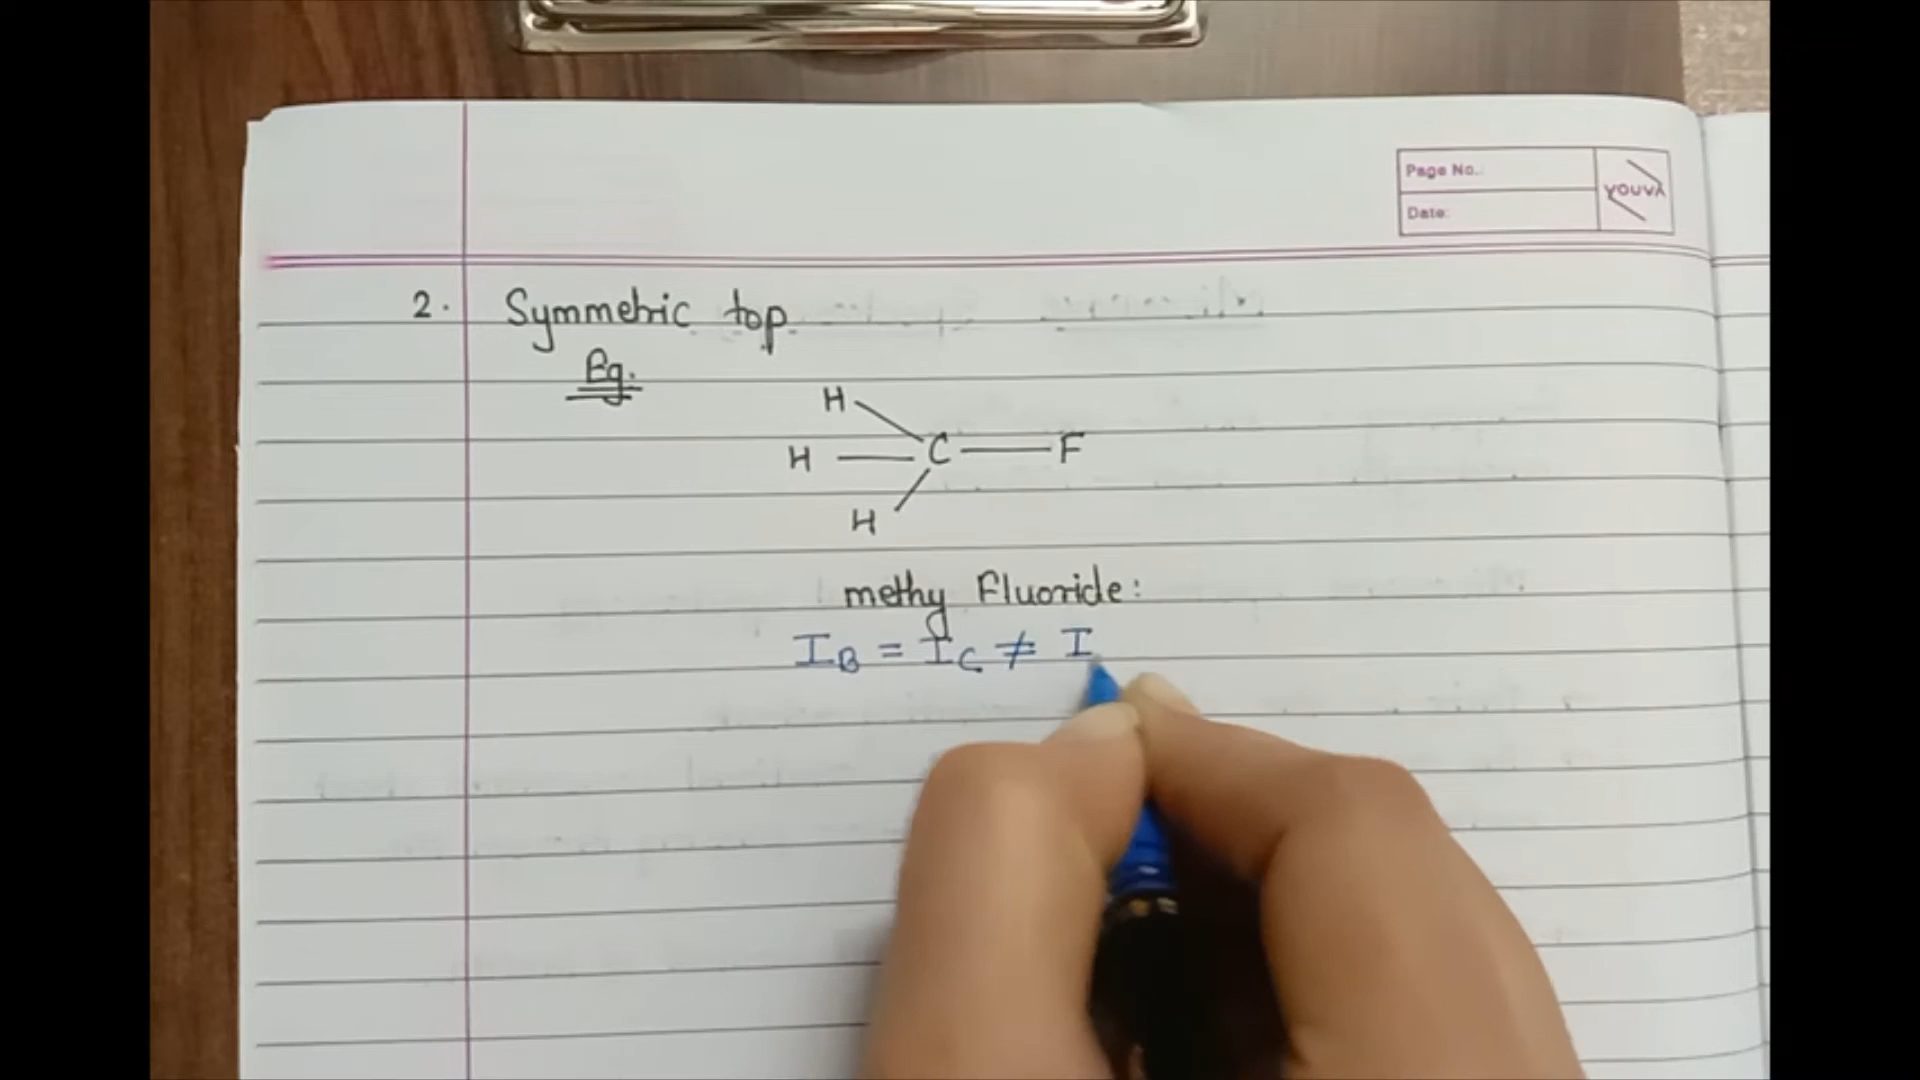 Page No..
YOUVA
Date:
2. Symmetric top
Eg.
H
H — C — F
H
methy Fluoride:
I_B = I_C ≠ I